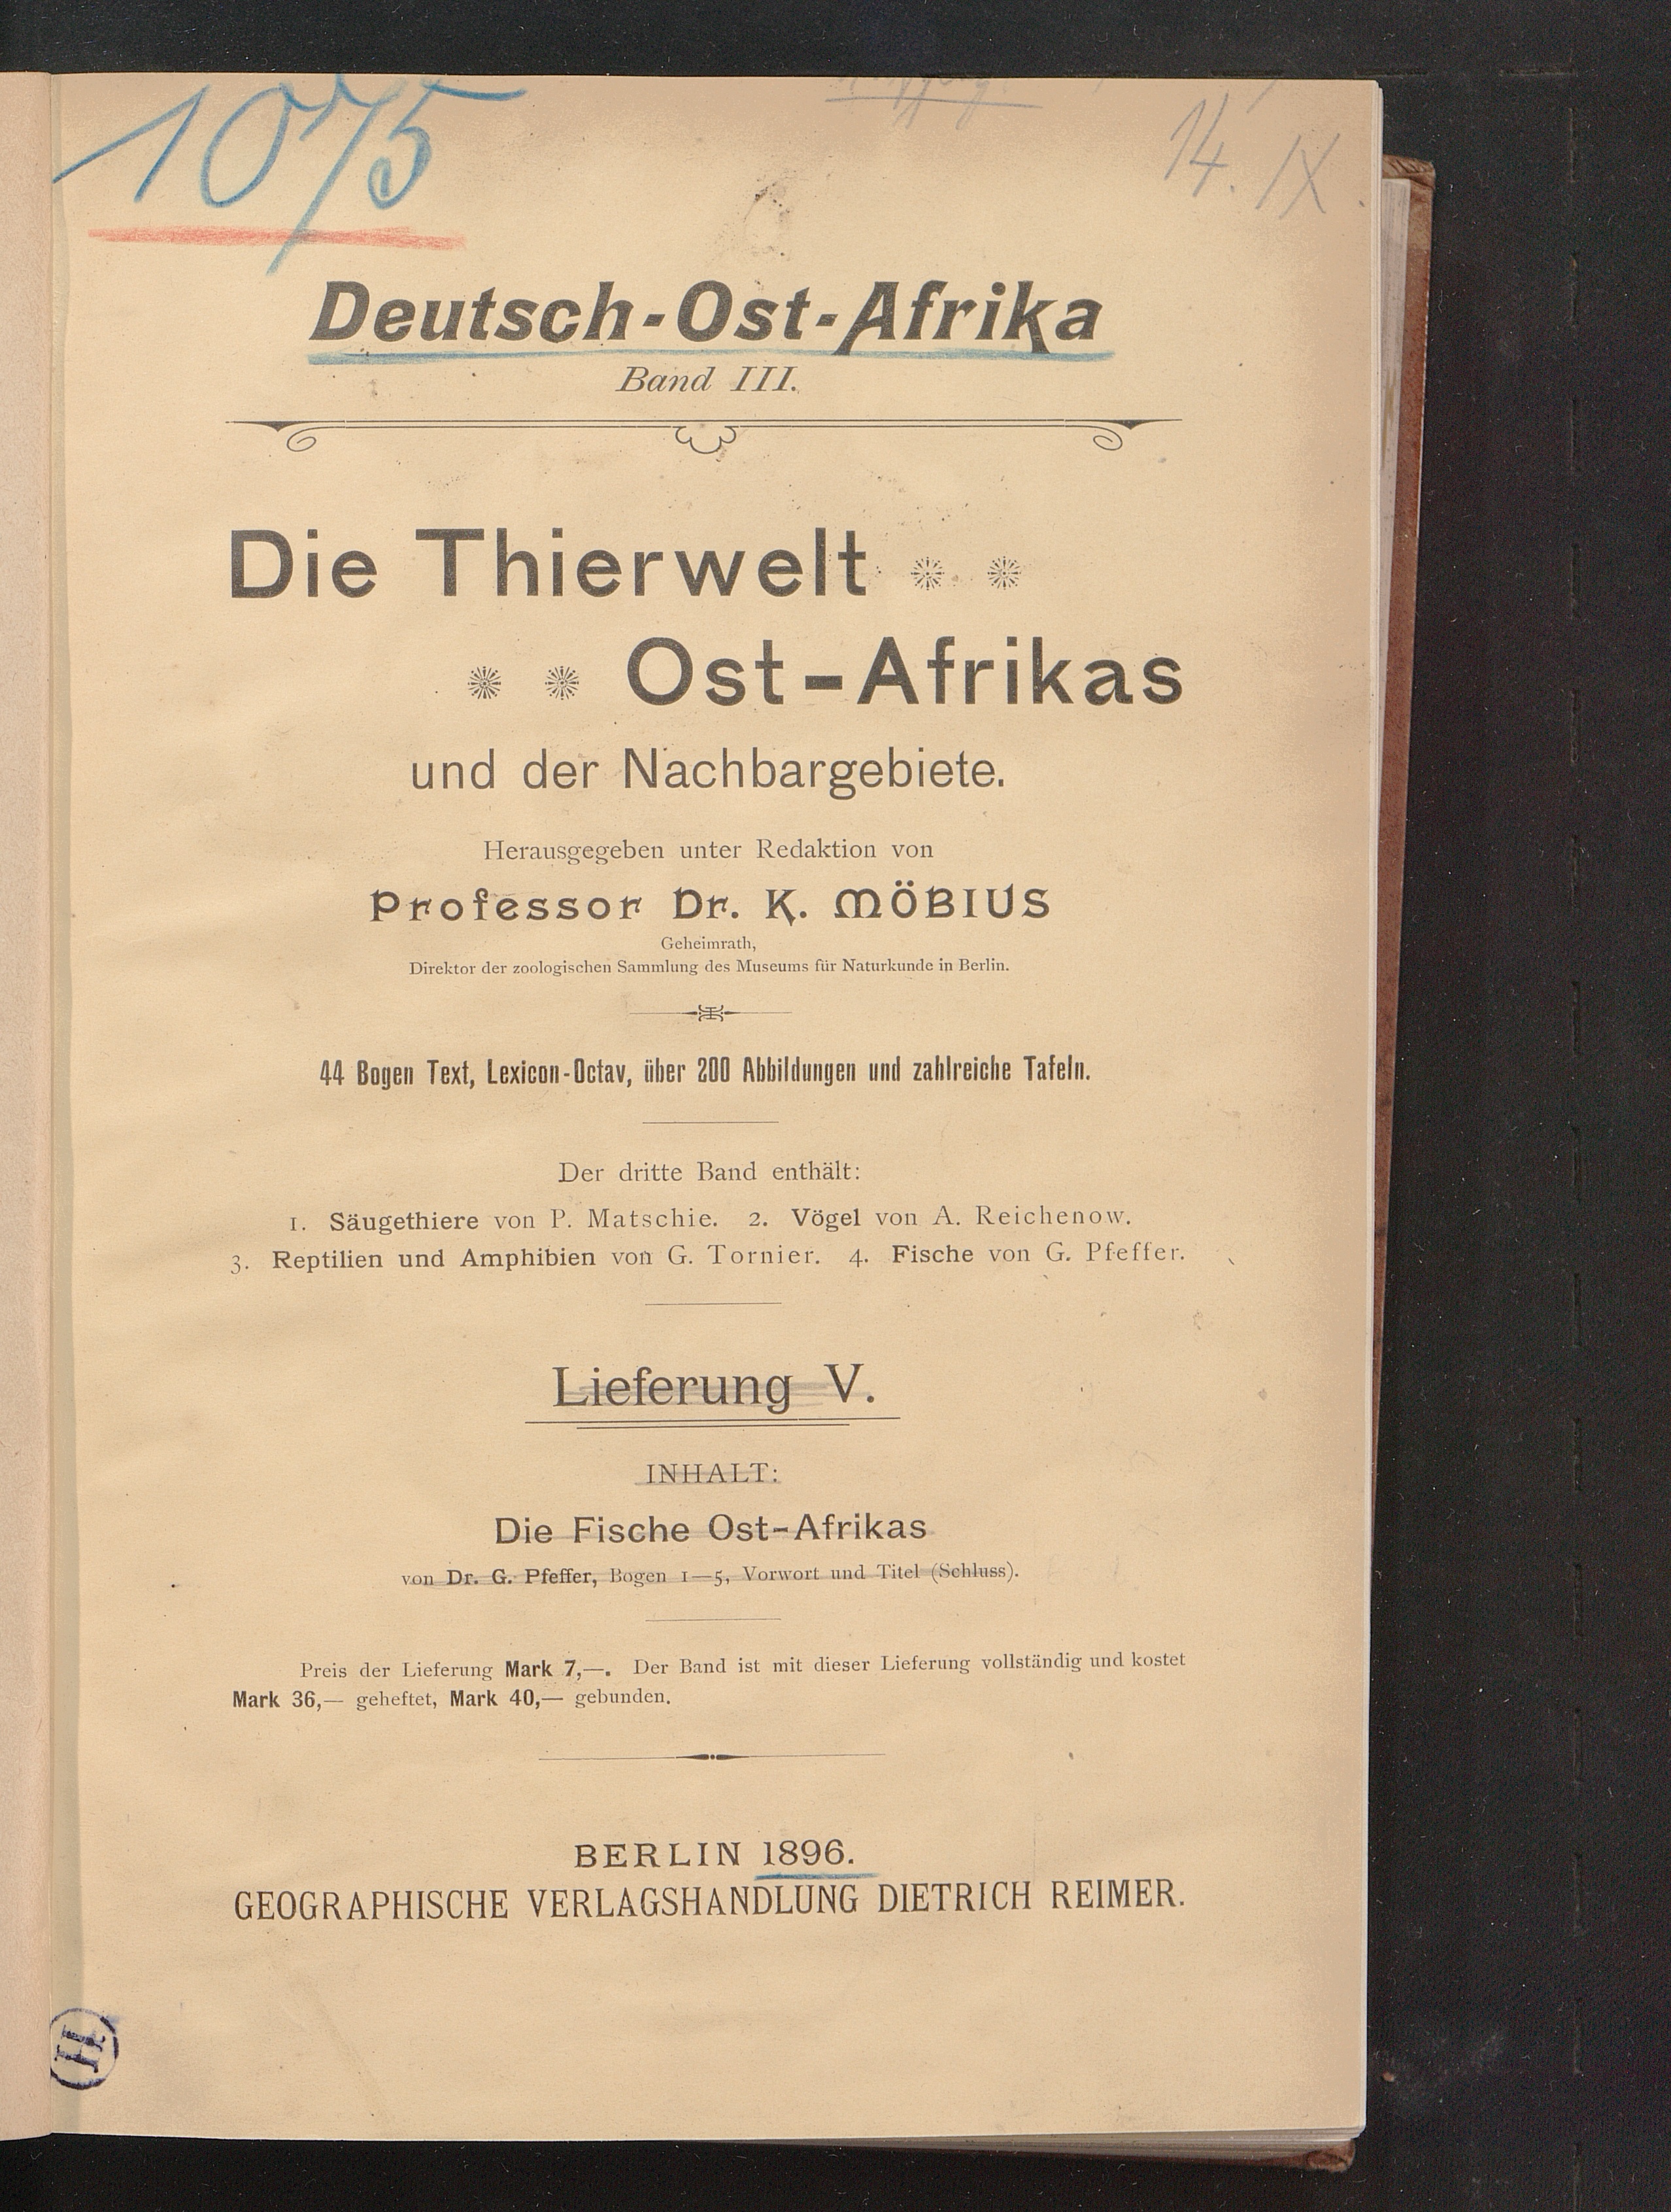 1075
14. IX.
Deutsch-Ost-Afrika
Band III.
Die Thierwelt
Ost-Afrikas
und der Nachbargebiete.
Herausgegeben unter Redaktion von
Professor Dr. K. MÖBIUS
Geheimrath,
Direktor der zoologischen Sammlung des Museums für Naturkunde in Berlin.
44 Bogen Text, Lexicon-Octav, über 200 Abbildungen und zahlreiche Tafeln.
Der dritte Band enthält:
1. Säugethiere von P. Matschie. 2. Vögel von A. Reichenow.
3. Reptilien und Amphibien von G. Tornier. 4. Fische von G. Pfeffer.
Lieferung V.
INHALT:
Die Fische Ost-Afrikas
von Dr. G. Pfeffer, Bogen 1—5, Vorwort und Titel (Schluss).
Preis der Lieferung Mark 7,—. Der Band ist mit dieser Lieferung vollständig und kostet
Mark 36,— geheftet, Mark 40,— gebunden.
BERLIN 1896.
GEOGRAPHISCHE VERLAGSHANDLUNG DIETRICH REIMER.
H